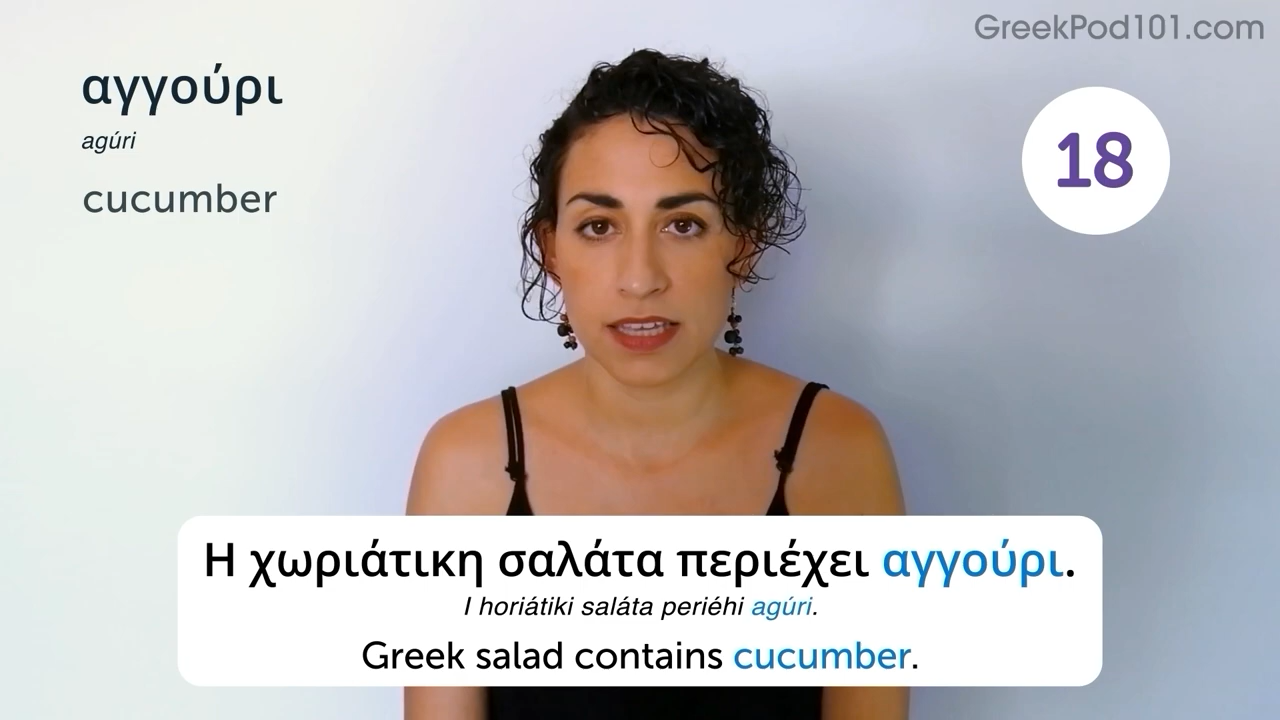 GreekPod101.com
αγγούρι
agúri
cucumber
18
Η χωριάτικη σαλάτα περιέχει αγγούρι.
I horiátiki saláta periéhi agúri.
Greek salad contains cucumber.